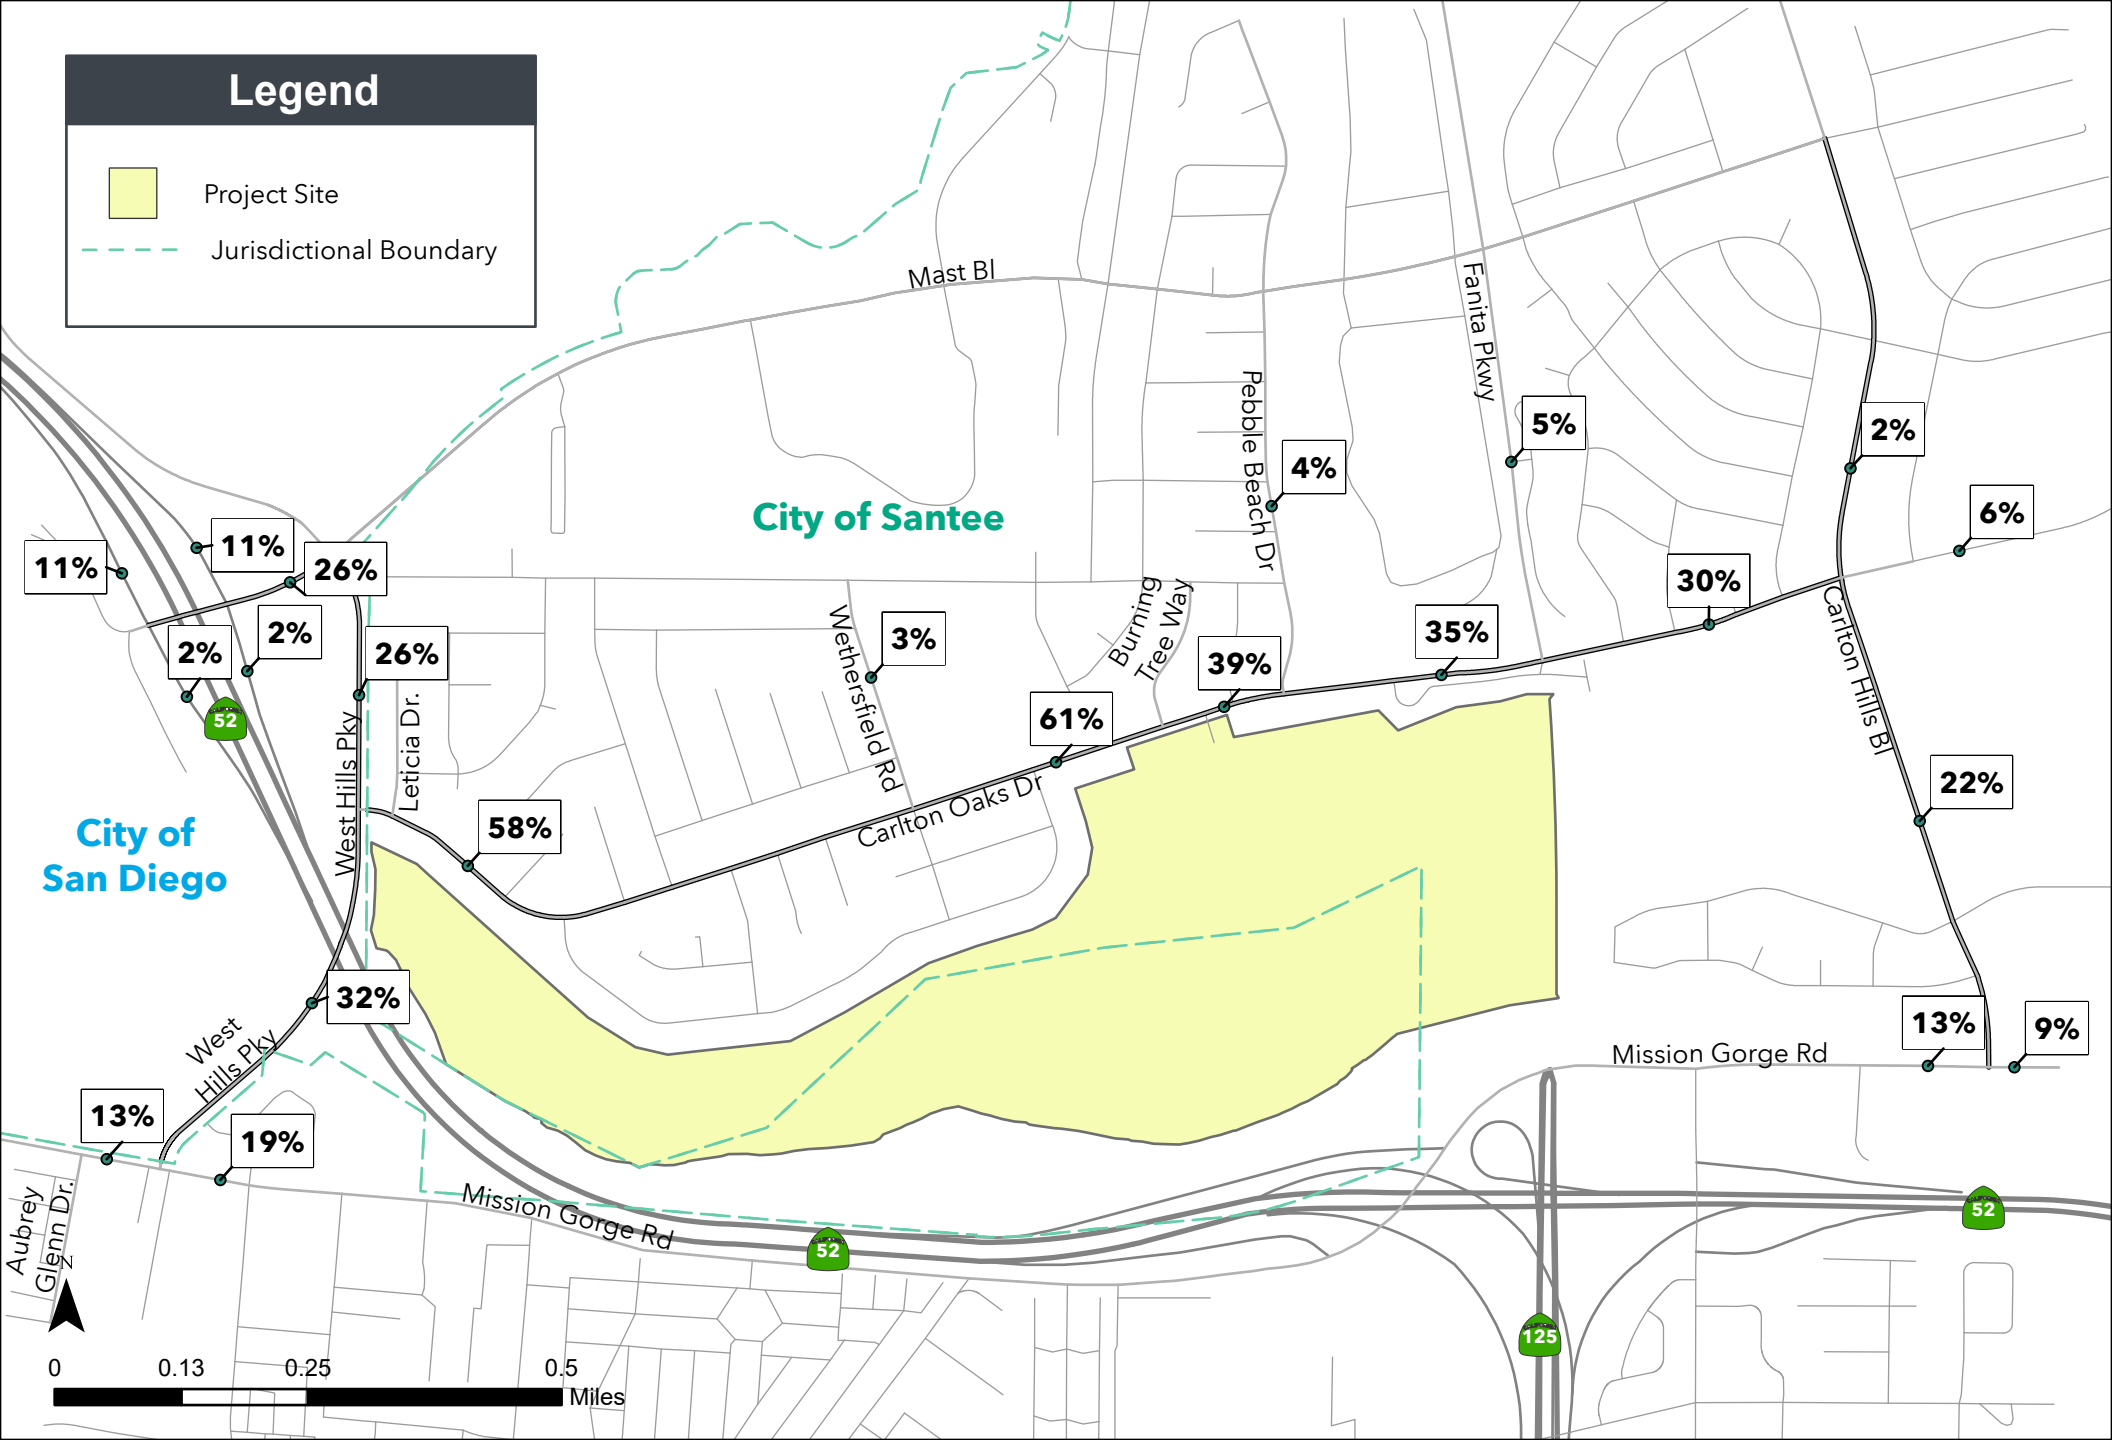 Legend
Project Site
Jurisdictional Boundary
Mast Bl
Fanita Pkwy
Pebble Beach Dr
5%
2%
4%
6%
City of Santee
11%
11%
26%
30%
2%
2%
26%
3%
Burning
Tree Way
35%
39%
61%
Wethersfield Rd
Carlton Hills Bl
52
West Hills Pky
Leticia Dr.
58%
Carlton Oaks Dr
22%
City of
San Diego
32%
West
Hills Pky
13%
9%
Mission Gorge Rd
13%
19%
Aubrey
Glenn Dr.
Mission Gorge Rd
52
52
125
N
0
0.13
0.25
0.5
Miles